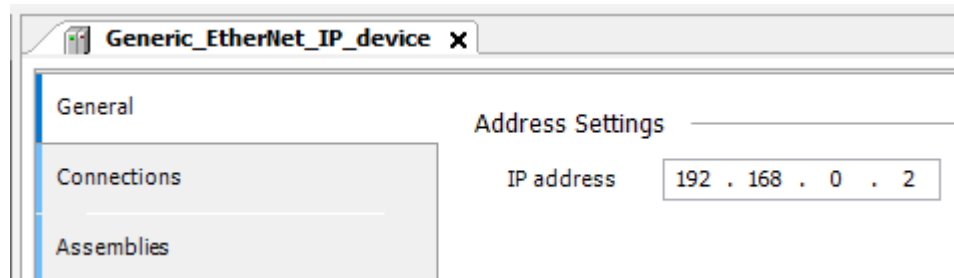 Generic_EtherNet_IP_device
General
Address Settings
Connections
IP address 192 . 168 . 0 . 2
Assemblies